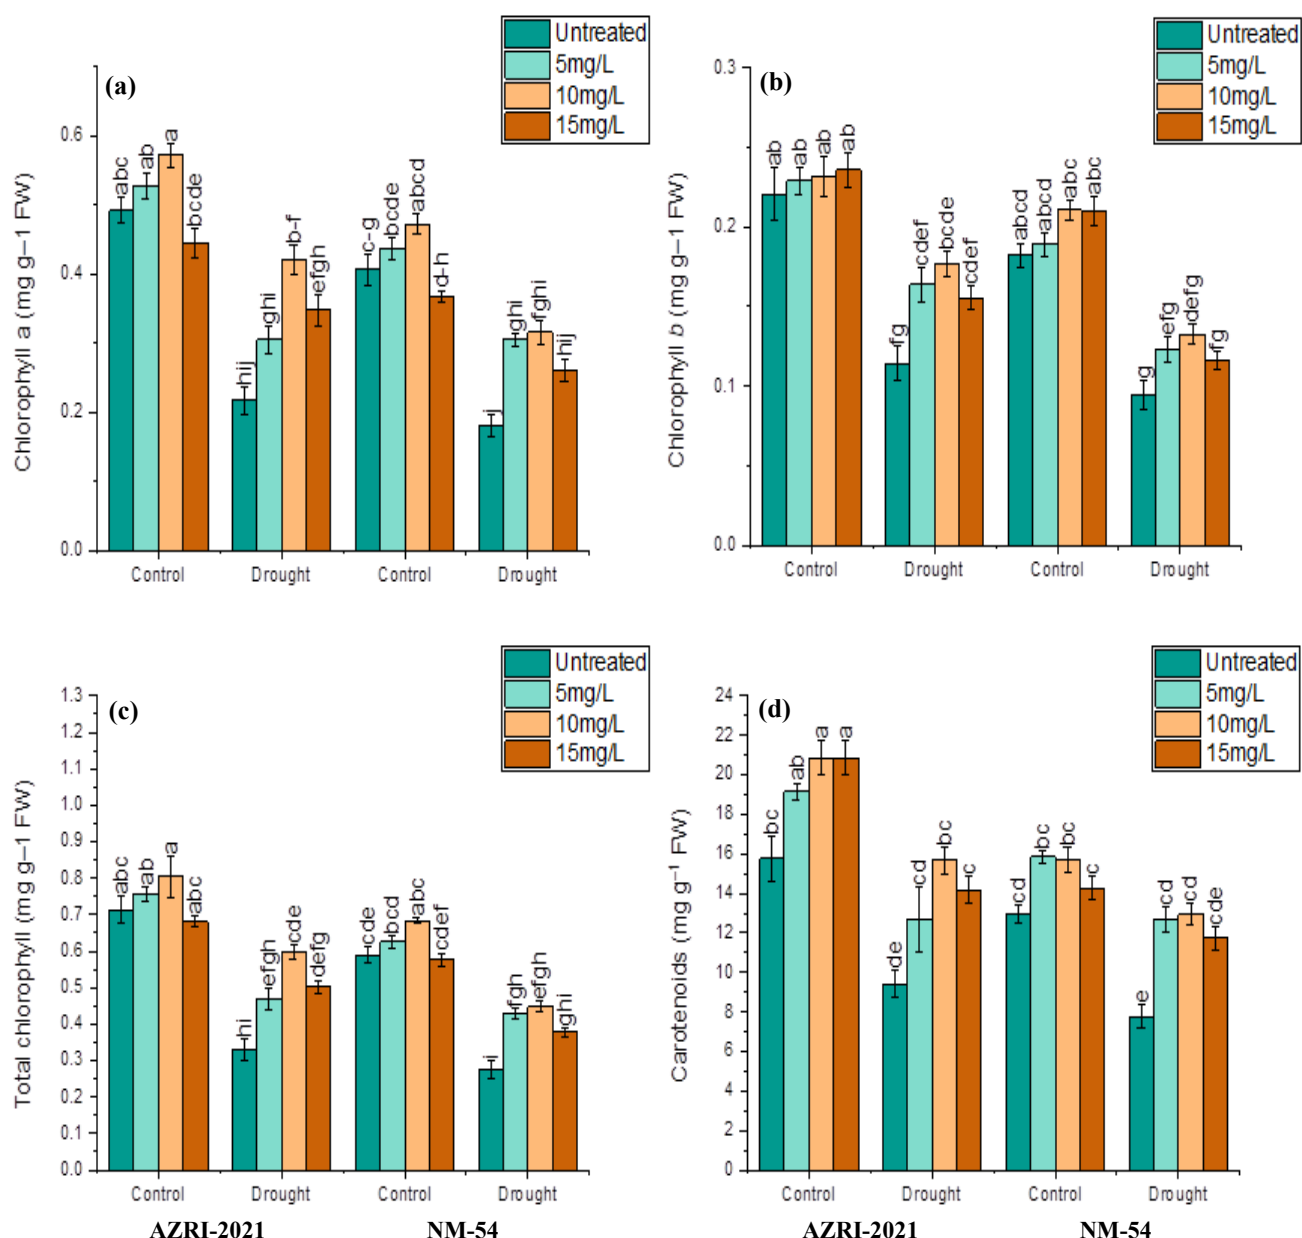 (a)
Untreated
5mg/L
10mg/L
15mg/L
Chlorophyll a (mg g–1 FW)
0.6
0.4
0.2
0.0
abc
ab
a
bcde
hij
ghi
b-f
efgh
c-g
bcde
abcd
d-h
ghi
fghi
hij
Control
Drought
Control
Drought
(b)
Untreated
5mg/L
10mg/L
15mg/L
Chlorophyll b (mg g–1 FW)
0.3
0.2
0.1
0.0
ab
ab
ab
ab
fg
cdef
bcde
cdef
abcd
abcd
abc
abc
g
efg
defg
fg
Control
Drought
Control
Drought
(c)
Untreated
5mg/L
10mg/L
15mg/L
Total chlorophyll (mg g–1 FW)
1.3
1.2
1.1
1.0
0.9
0.8
0.7
0.6
0.5
0.4
0.3
0.2
0.1
0.0
abc
ab
a
abc
hi
efgh
cde
defg
cde
bcd
abc
cdef
fgh
efgh
ghi
Control
Drought
Control
Drought
AZRI-2021
NM-54
(d)
Untreated
5mg/L
10mg/L
15mg/L
Carotenoids (mg g⁻¹ FW)
24
22
20
18
16
14
12
10
8
6
4
2
0
bc
ab
a
a
de
cd
bc
c
cd
bc
bc
c
e
cd
cd
cde
Control
Drought
Control
Drought
AZRI-2021
NM-54